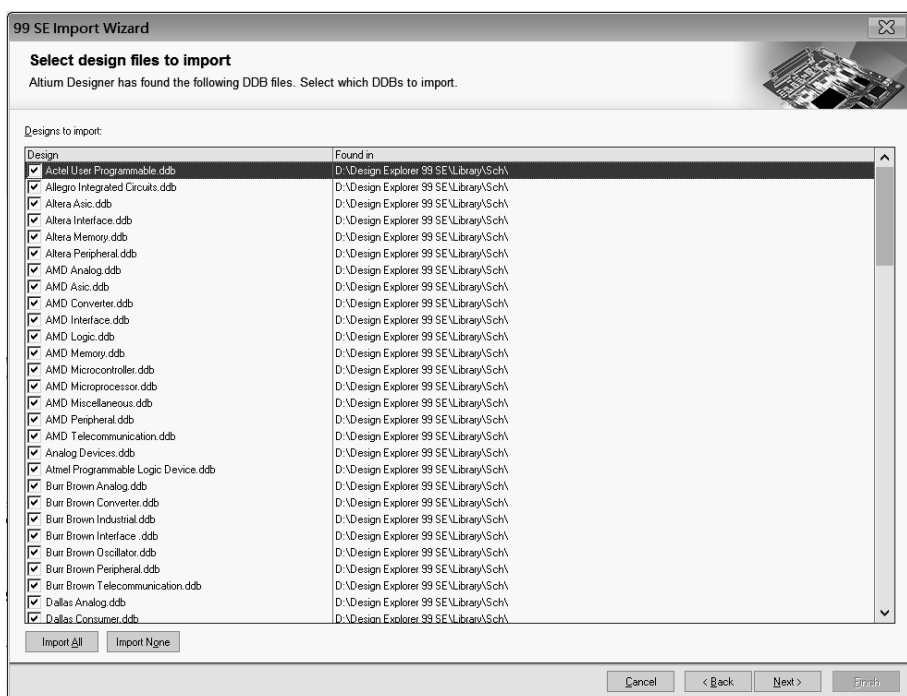 99 SE Import Wizard
Select design files to import
Altium Designer has found the following DDB files. Select which DDBs to import.
Designs to import:
Design Found in
Actel User Programmable.ddb D:\Design Explorer 99 SE\Library\Sch\
Allegro Integrated Circuits.ddb D:\Design Explorer 99 SE\Library\Sch\
Altera Asic.ddb D:\Design Explorer 99 SE\Library\Sch\
Altera Interface.ddb D:\Design Explorer 99 SE\Library\Sch\
Altera Memory.ddb D:\Design Explorer 99 SE\Library\Sch\
Altera Peripheral.ddb D:\Design Explorer 99 SE\Library\Sch\
AMD Analog.ddb D:\Design Explorer 99 SE\Library\Sch\
AMD Asic.ddb D:\Design Explorer 99 SE\Library\Sch\
AMD Converter.ddb D:\Design Explorer 99 SE\Library\Sch\
AMD Interface.ddb D:\Design Explorer 99 SE\Library\Sch\
AMD Logic.ddb D:\Design Explorer 99 SE\Library\Sch\
AMD Memory.ddb D:\Design Explorer 99 SE\Library\Sch\
AMD Microcontroller.ddb D:\Design Explorer 99 SE\Library\Sch\
AMD Microprocessor.ddb D:\Design Explorer 99 SE\Library\Sch\
AMD Miscellaneous.ddb D:\Design Explorer 99 SE\Library\Sch\
AMD Peripheral.ddb D:\Design Explorer 99 SE\Library\Sch\
AMD Telecommunication.ddb D:\Design Explorer 99 SE\Library\Sch\
Analog Devices.ddb D:\Design Explorer 99 SE\Library\Sch\
Atmel Programmable Logic Device.ddb D:\Design Explorer 99 SE\Library\Sch\
Burr Brown Analog.ddb D:\Design Explorer 99 SE\Library\Sch\
Burr Brown Converter.ddb D:\Design Explorer 99 SE\Library\Sch\
Burr Brown Industrial.ddb D:\Design Explorer 99 SE\Library\Sch\
Burr Brown Interface .ddb D:\Design Explorer 99 SE\Library\Sch\
Burr Brown Oscillator.ddb D:\Design Explorer 99 SE\Library\Sch\
Burr Brown Peripheral.ddb D:\Design Explorer 99 SE\Library\Sch\
Burr Brown Telecommunication.ddb D:\Design Explorer 99 SE\Library\Sch\
Dallas Analog.ddb D:\Design Explorer 99 SE\Library\Sch\
Dallas Consumer.ddb D:\Design Explorer 99 SE\Library\Sch\
Import All Import None
Cancel < Back Next > Finish